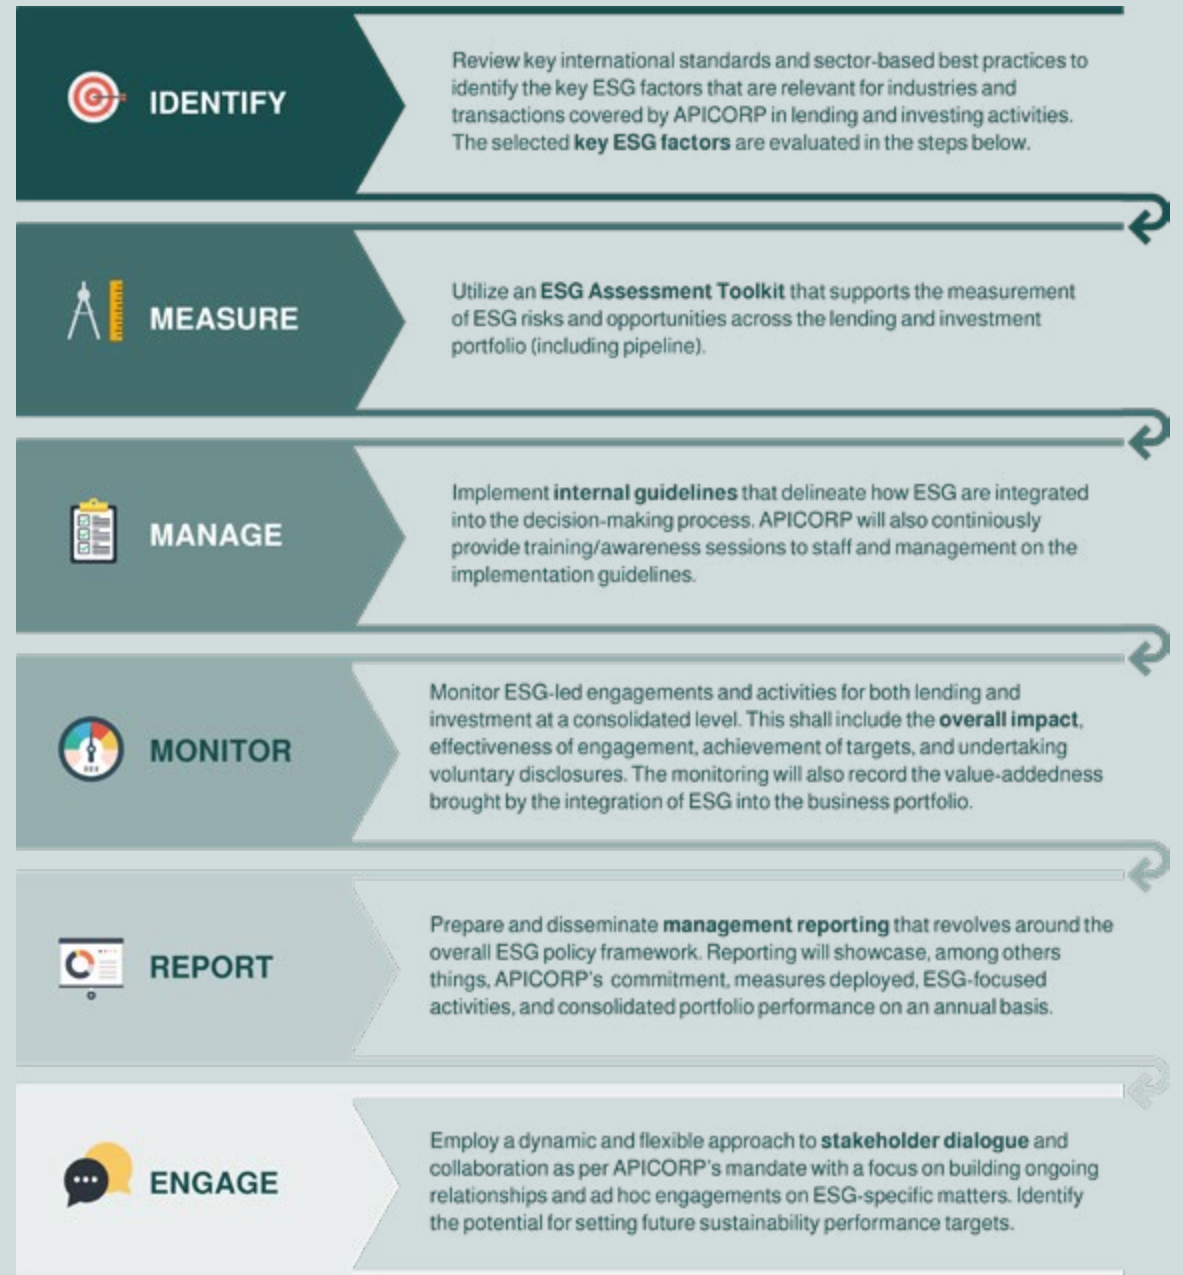 IDENTIFY
Review key international standards and sector-based best practices to
identify the key ESG factors that are relevant for industries and
transactions covered by APICORP in lending and investing activities.
The selected key ESG factors are evaluated in the steps below.
MEASURE
Utilize an ESG Assessment Toolkit that supports the measurement
of ESG risks and opportunities across the lending and investment
portfolio (including pipeline).
MANAGE
Implement internal guidelines that delineate how ESG are integrated
into the decision-making process. APICORP will also continiously
provide training/awareness sessions to staff and management on the
implementation guidelines.
MONITOR
Monitor ESG-led engagements and activities for both lending and
investment at a consolidated level. This shall include the overall impact,
effectiveness of engagement, achievement of targets, and undertaking
voluntary disclosures. The monitoring will also record the value-addedness
brought by the integration of ESG into the business portfolio.
REPORT
Prepare and disseminate management reporting that revolves around the
overall ESG policy framework. Reporting will showcase, among others
things, APICORP's commitment, measures deployed, ESG-focused
activities, and consolidated portfolio performance on an annual basis.
ENGAGE
Employ a dynamic and flexible approach to stakeholder dialogue and
collaboration as per APICORP's mandate with a focus on building ongoing
relationships and ad hoc engagements on ESG-specific matters. Identify
the potential for setting future sustainability performance targets.